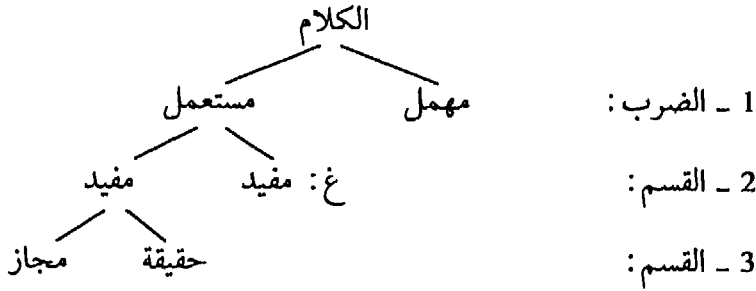 الكلام
1 ـ الضرب : مهمل مستعمل
2 ـ القسم : غ : مفيد مفيد
3 ـ القسم : حقيقة مجاز